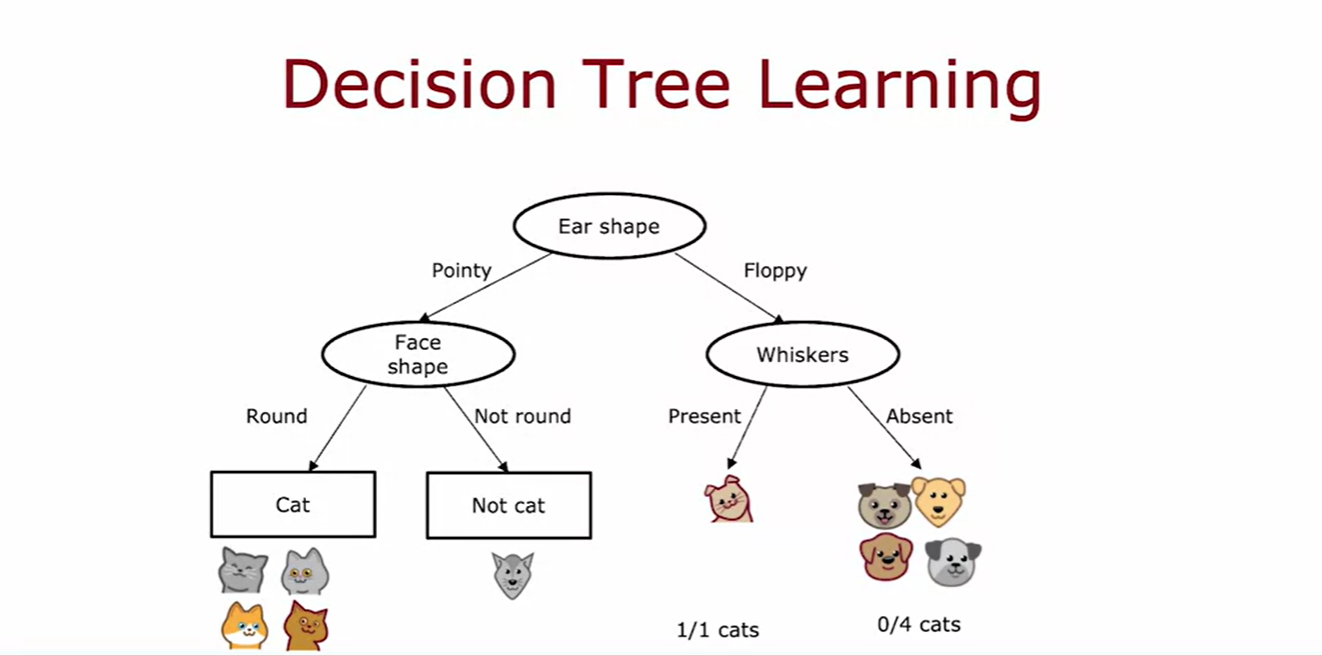 Decision Tree Learning
Ear shape
Pointy
Floppy
Face
shape
Whiskers
Round
Not round
Present
Absent
Cat
Not cat
1/1 cats
0/4 cats